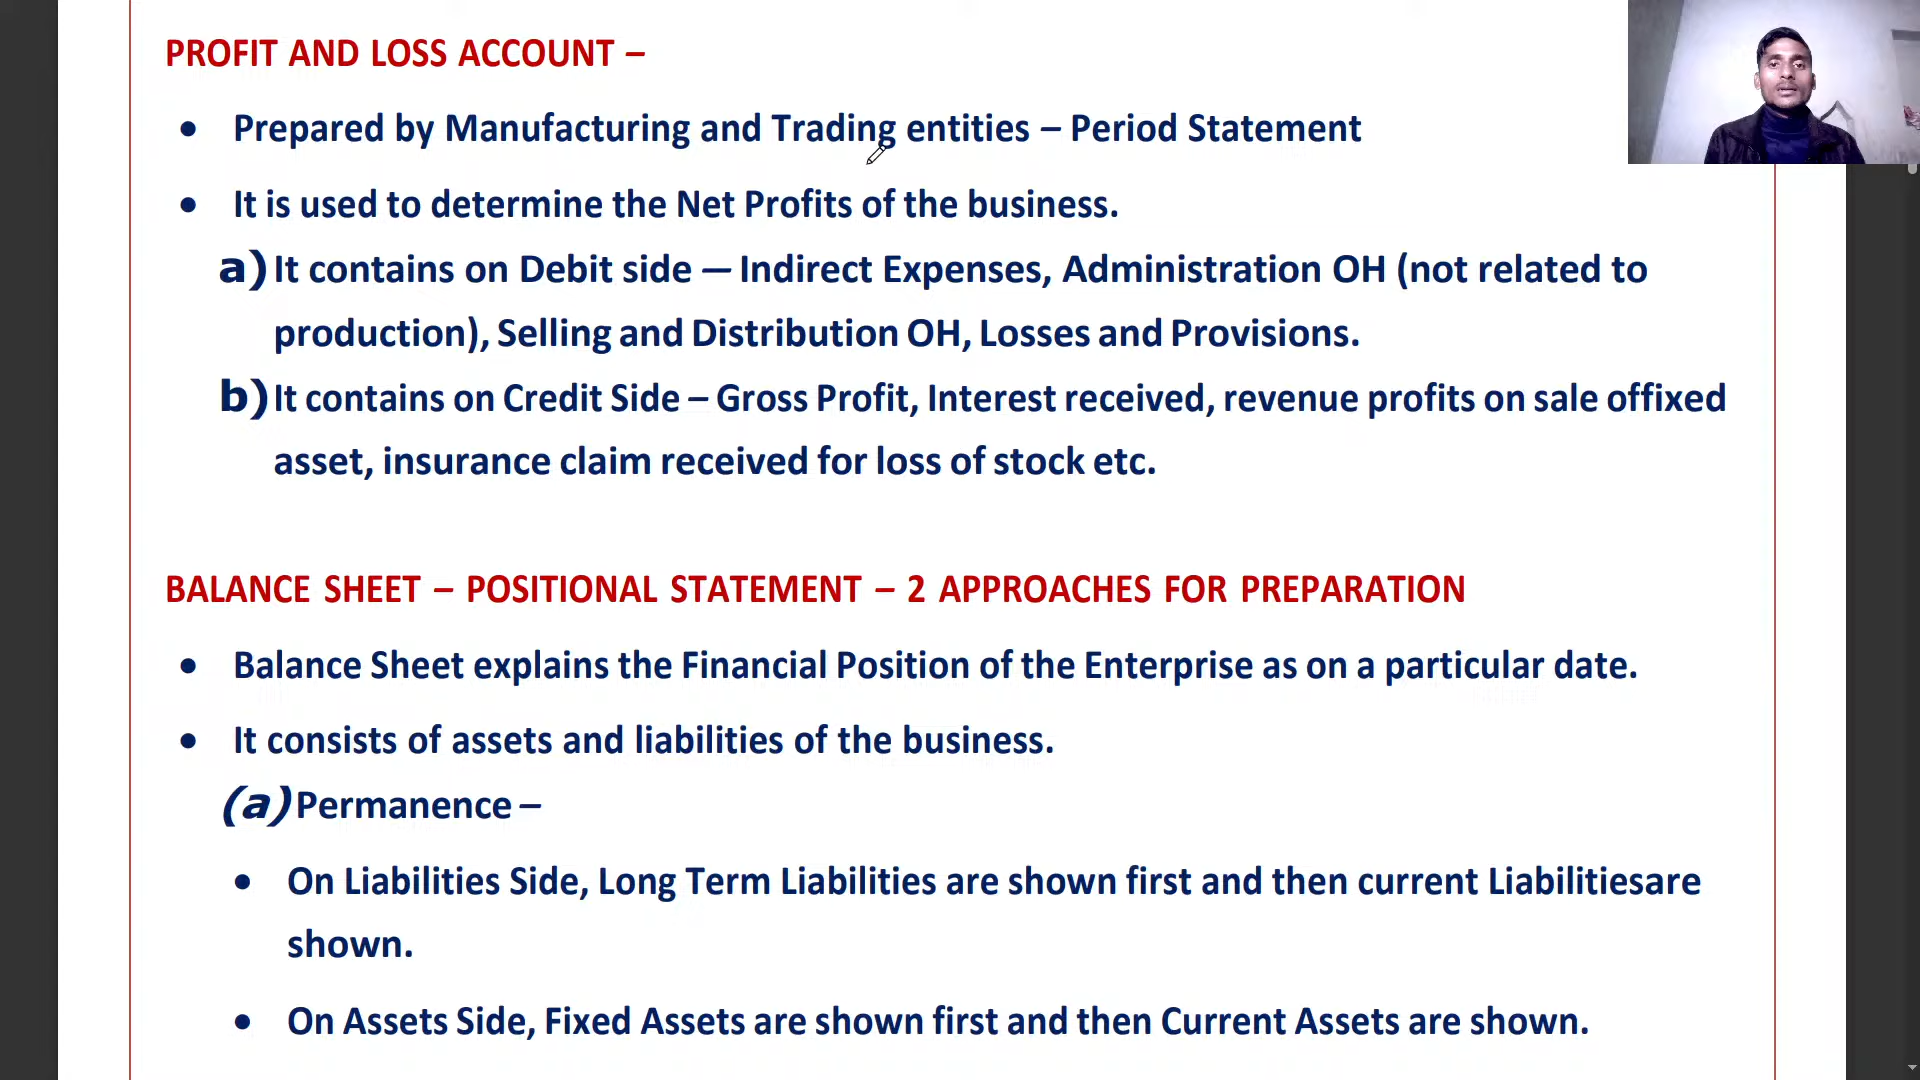 PROFIT AND LOSS ACCOUNT –
• Prepared by Manufacturing and Trading entities – Period Statement
• It is used to determine the Net Profits of the business.
a) It contains on Debit side — Indirect Expenses, Administration OH (not related to
production), Selling and Distribution OH, Losses and Provisions.
b) It contains on Credit Side – Gross Profit, Interest received, revenue profits on sale offixed
asset, insurance claim received for loss of stock etc.
BALANCE SHEET – POSITIONAL STATEMENT – 2 APPROACHES FOR PREPARATION
• Balance Sheet explains the Financial Position of the Enterprise as on a particular date.
• It consists of assets and liabilities of the business.
(a) Permanence –
• On Liabilities Side, Long Term Liabilities are shown first and then current Liabilitiesare
shown.
• On Assets Side, Fixed Assets are shown first and then Current Assets are shown.